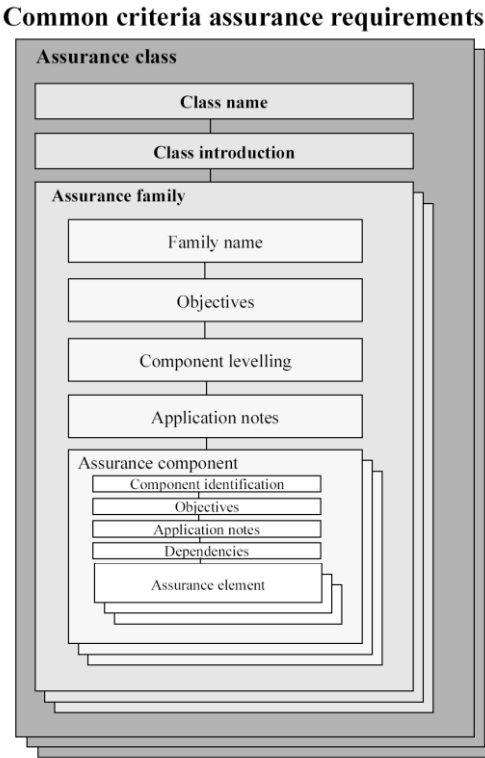 Common criteria assurance requirements
Assurance class
Class name
Class introduction
Assurance family
Family name
Objectives
Component levelling
Application notes
Assurance component
Component identification
Objectives
Application notes
Dependencies
Assurance element